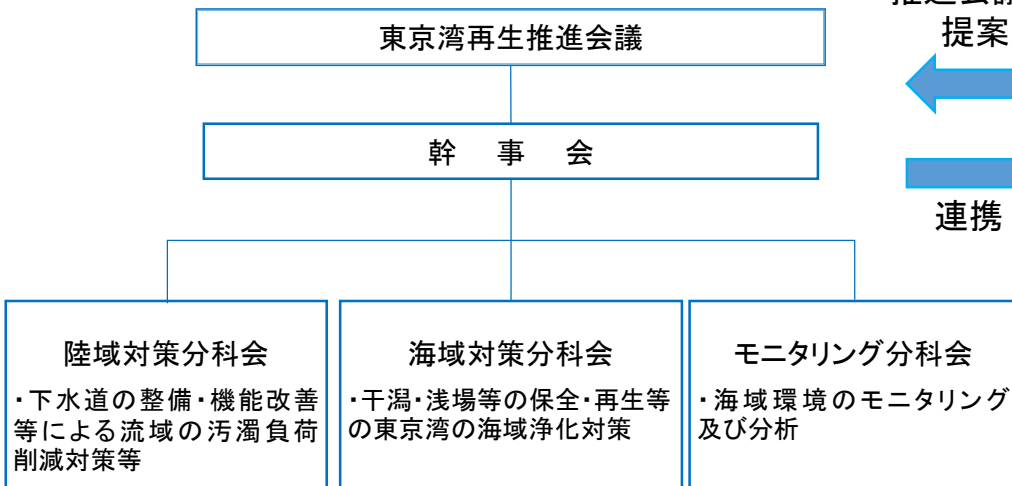 東京湾再生推進会議
提案
幹事会
連携
陸域対策分科会
・下水道の整備・機能改善
等による流域の汚濁負荷
削減対策等
海域対策分科会
・干潟・浅場等の保全・再生等
の東京湾の海域浄化対策
モニタリング分科会
・海域環境のモニタリング
及び分析